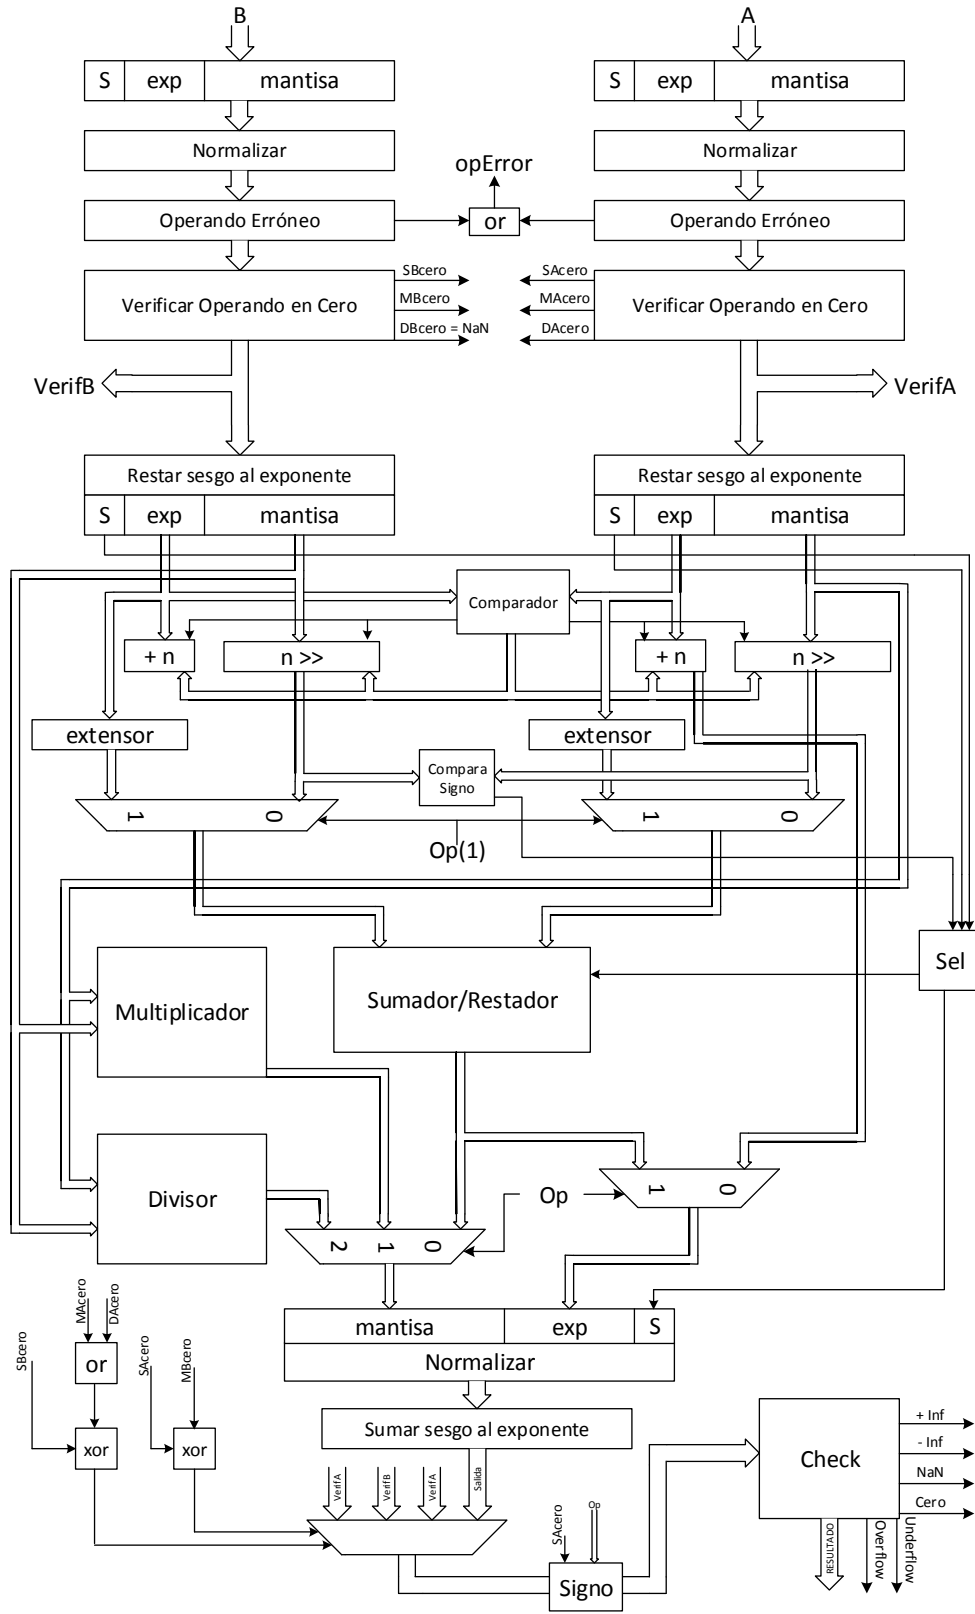 B A
S exp mantisa S exp mantisa
Normalizar Normalizar
opError
Operando Erróneo or Operando Erróneo
SBcero SAcero
MBcero MAcero
Verificar Operando en Cero Verificar Operando en Cero
DBcero = NaN DAcero
VerifB VerifA
Restar sesgo al exponente Restar sesgo al exponente
S exp mantisa S exp mantisa
Comparador
+ n n >> + n n >>
extensor extensor
Compara
Signo
1 0 1 0
Op(1)
Sel
Multiplicador Sumador/Restador
Divisor Op 1 0
2 1 0
MAcero DAcero
mantisa exp S
SBcero or SAcero MBcero Normalizar
xor xor Sumar sesgo al exponente
Check + Inf
- Inf
NaN
Cero
VerifA VerifB VerifA Salida
SAcero Op
RESULTADO Overflow Underflow
Signo